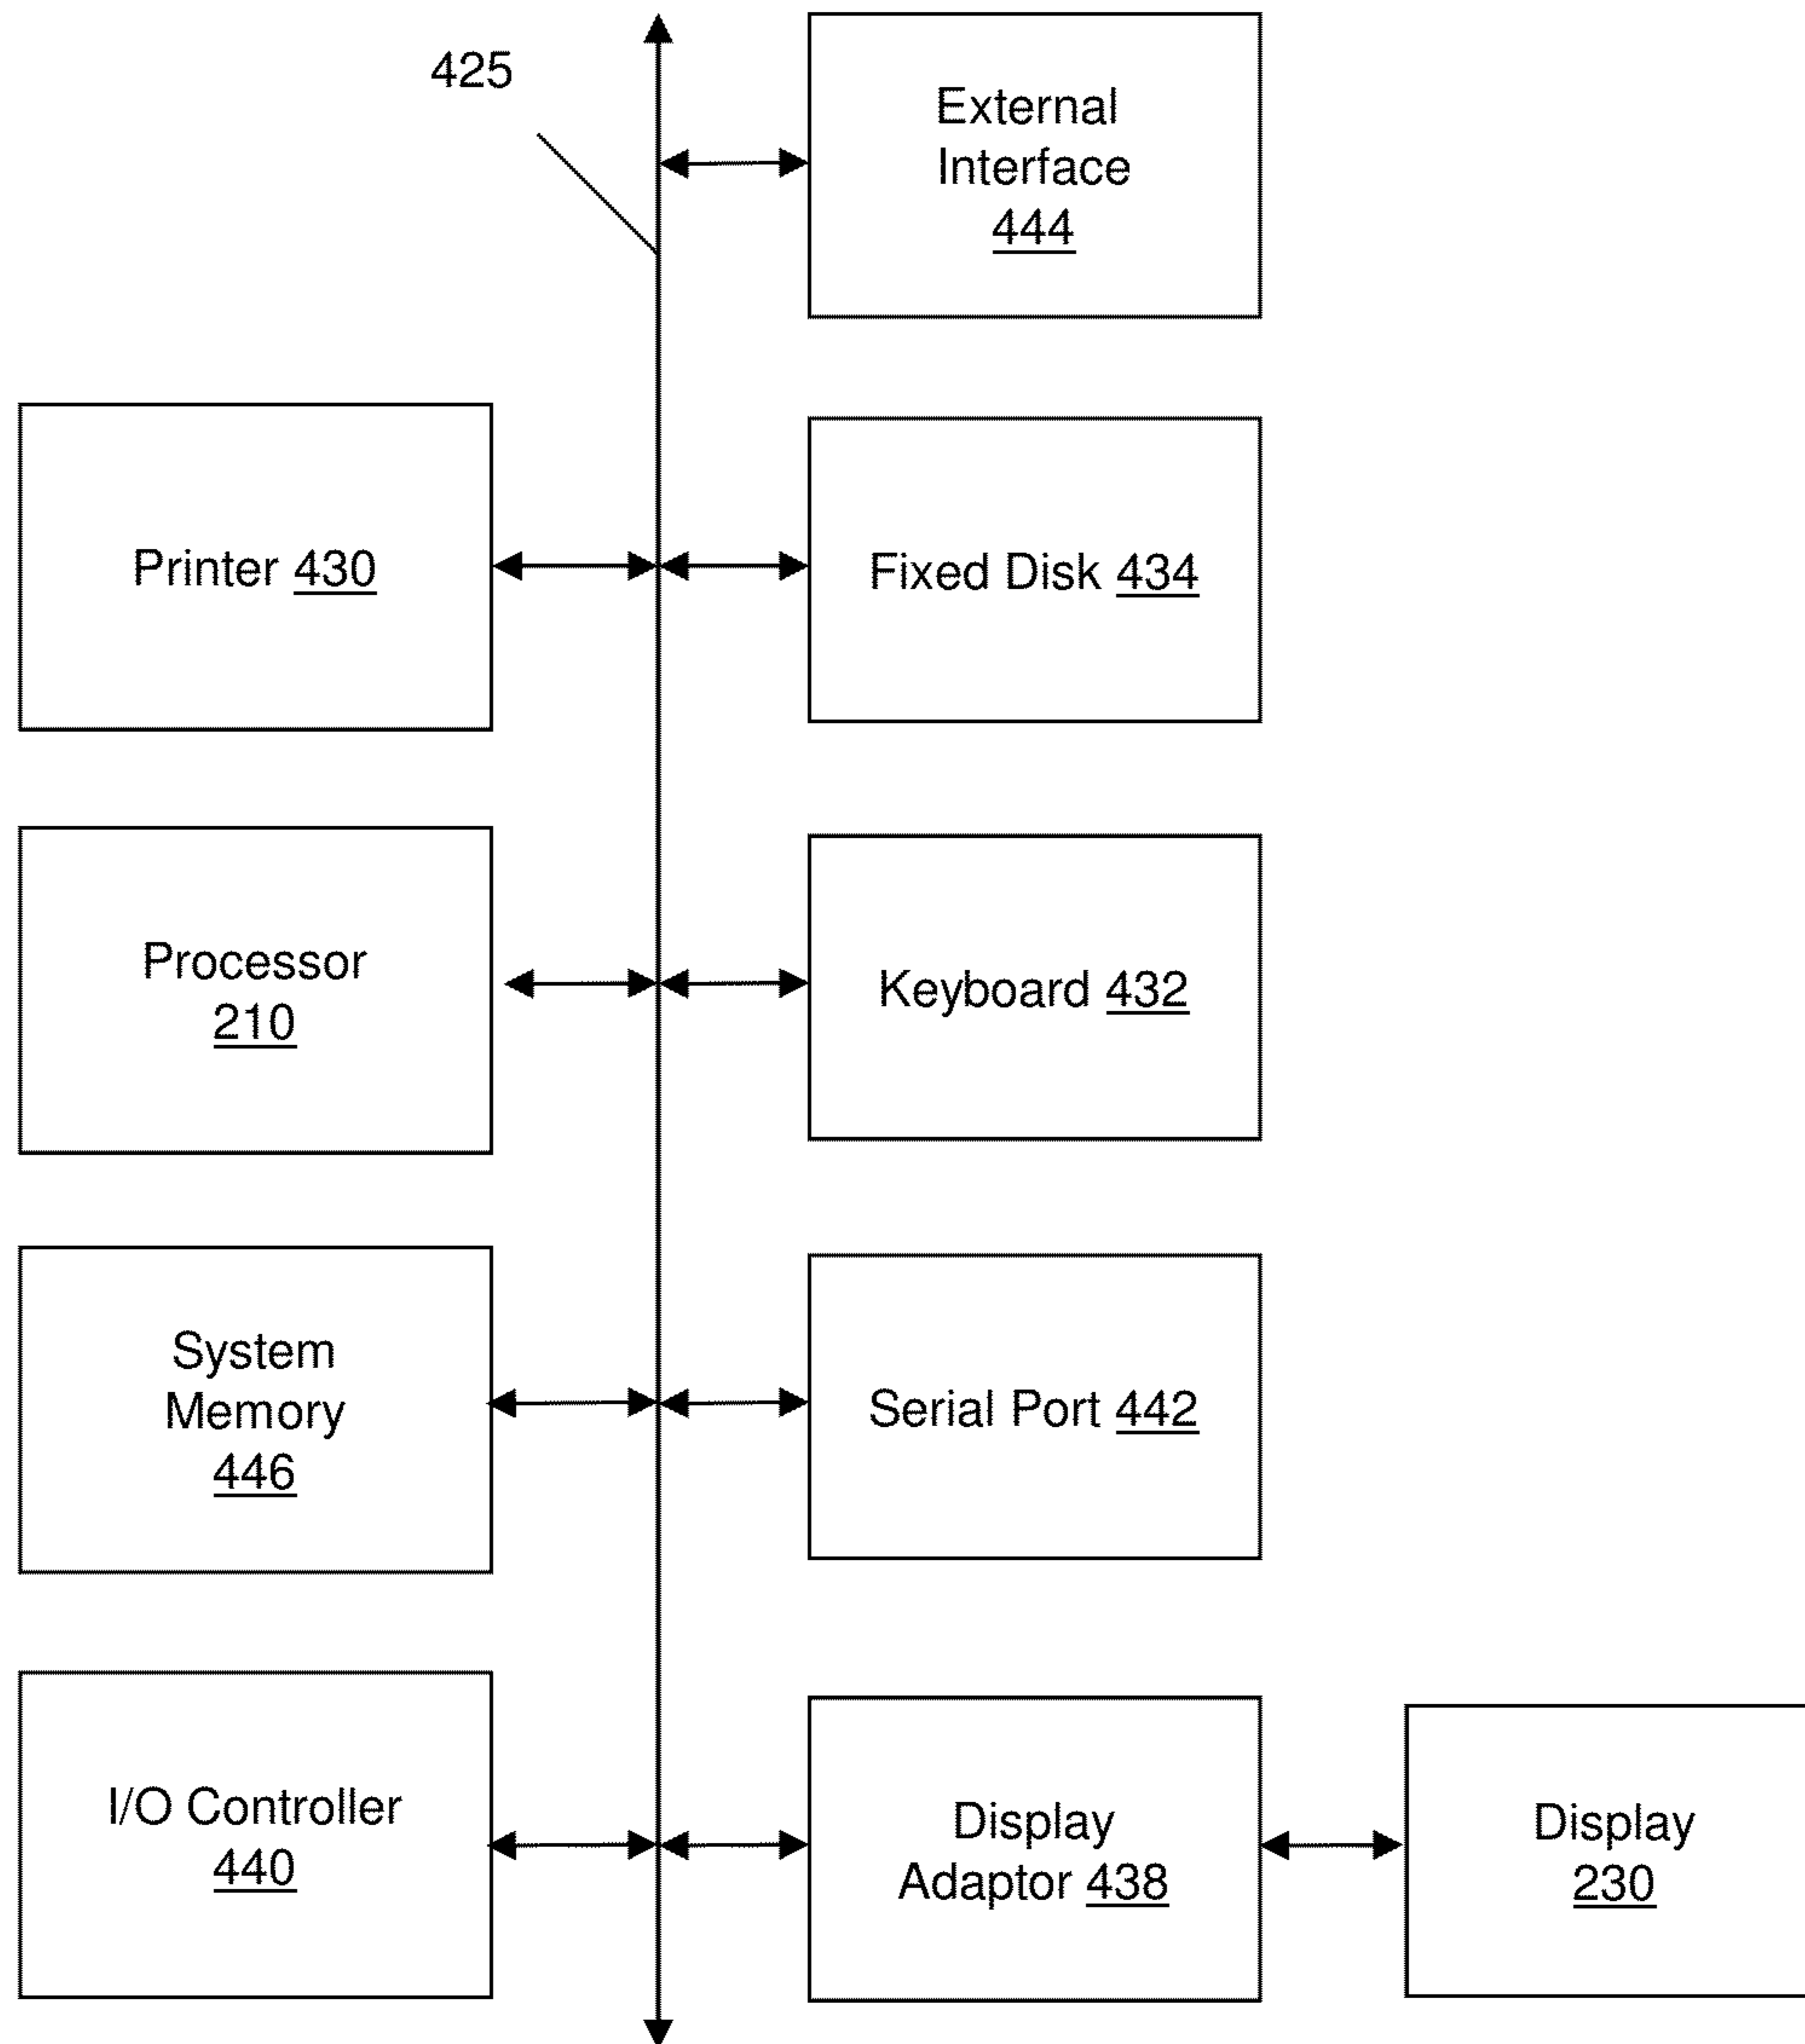 425
External
Interface
444
Printer 430
Fixed Disk 434
Processor
210
Keyboard 432
System
Memory
446
Serial Port 442
I/O Controller
440
Display
Adaptor 438
Display
230